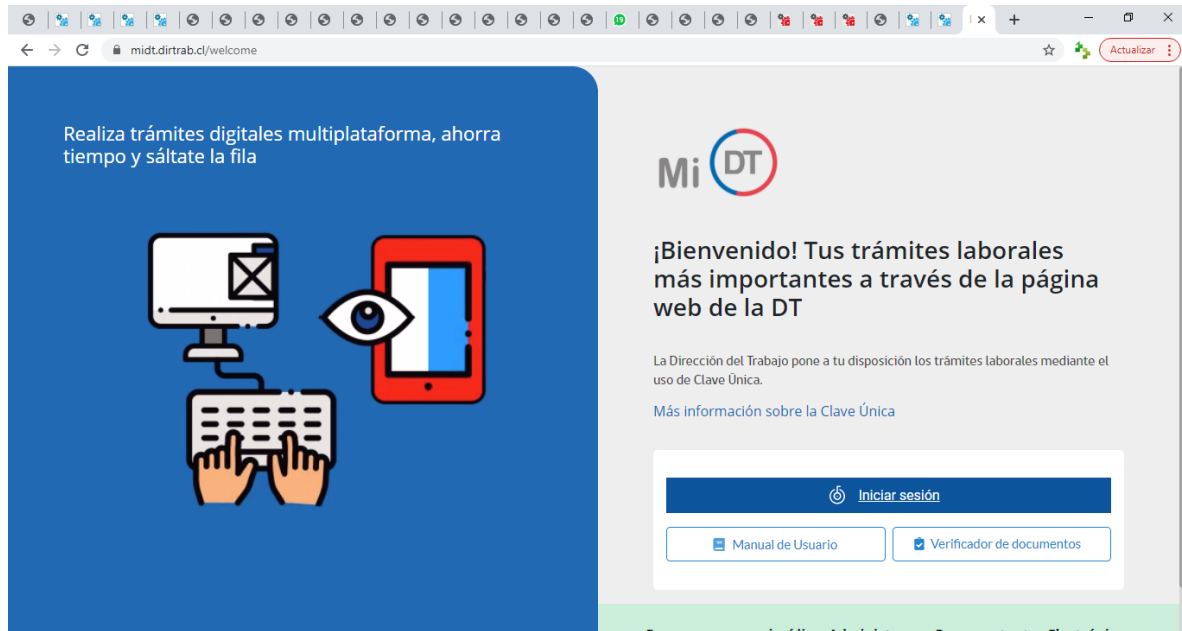 19
midt.dirtrab.cl/welcome
Actualizar
Realiza trámites digitales multiplataforma, ahorra
tiempo y sáltate la fila
Mi DT
¡Bienvenido! Tus trámites laborales
más importantes a través de la página
web de la DT
La Dirección del Trabajo pone a tu disposición los trámites laborales mediante el
uso de Clave Única.
Más información sobre la Clave Única
Iniciar sesión
Manual de Usuario
Verificador de documentos